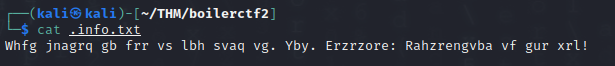 ┌──(kali㉿kali)-[~/THM/boilerctf2]
└─$ cat .info.txt
Whfg jnagrq gb frr vs lbh svaq vg. Yby. Erzrzore: Rahzrengvba vf gur xrl!